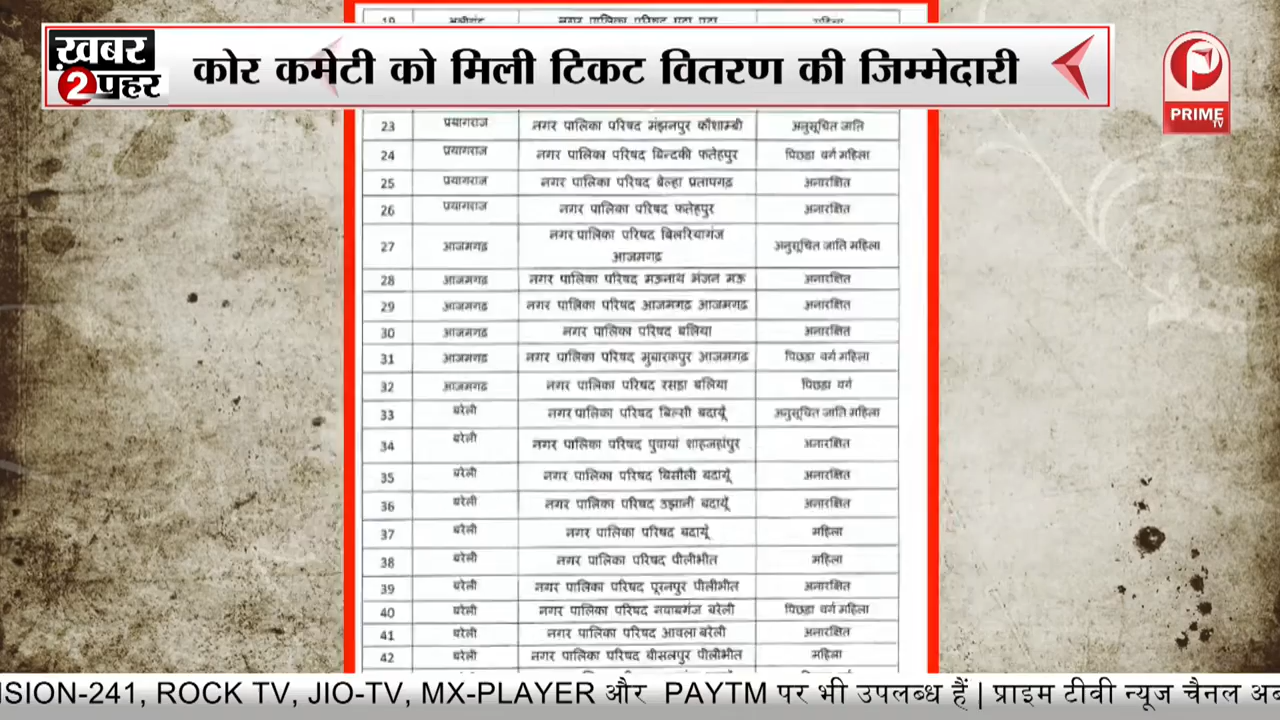 ख़बर
2पहर
कोर कमेटी को मिली टिकट वितरण की जिम्मेदारी
PRIME
TV
23 प्रयागराज नगर पालिका परिषद मंझनपुर कौशाम्बी अनुसूचित जाति
24 प्रयागराज नगर पालिका परिषद बिन्दकी फतेहपुर पिछडा वर्ग महिला
25 प्रयागराज नगर पालिका परिषद बेल्हा प्रतापगढ़ अनारक्षित
26 प्रयागराज नगर पालिका परिषद फतेहपुर अनारक्षित
27 आजमगढ़ नगर पालिका परिषद बिलरियागंज
आजमगढ़ अनुसूचित जाति महिला
28 आजमगढ़ नगर पालिका परिषद मऊनाथ भंजन मऊ अनारक्षित
29 आजमगढ़ नगर पालिका परिषद आजमगढ़ आजमगढ़ अनारक्षित
30 आजमगढ़ नगर पालिका परिषद बलिया अनारक्षित
31 आजमगढ़ नगर पालिका परिषद मुबारकपुर आजमगढ़ पिछडा वर्ग महिला
32 आजमगढ़ नगर पालिका परिषद रसड़ा बलिया पिछडा वर्ग
33 बरेली नगर पालिका परिषद बिल्सी बदायूँ अनुसूचित जाति महिला
34 बरेली नगर पालिका परिषद पुवायां शाहजहांपुर अनारक्षित
35 बरेली नगर पालिका परिषद बिसौली बदायूँ अनारक्षित
36 बरेली नगर पालिका परिषद उझानी बदायूँ अनारक्षित
37 बरेली नगर पालिका परिषद बदायूँ महिला
38 बरेली नगर पालिका परिषद पीलीभीत महिला
39 बरेली नगर पालिका परिषद पूरनपुर पीलीभीत अनारक्षित
40 बरेली नगर पालिका परिषद नवाबगंज बरेली पिछडा वर्ग महिला
41 बरेली नगर पालिका परिषद आवला बरेली अनारक्षित
42 बरेली नगर पालिका परिषद बीसलपुर पीलीभीत महिला
ISION-241, ROCK TV, JIO-TV, MX-PLAYER और PAYTM पर भी उपलब्ध हैं | प्राइम टीवी न्यूज चैनल अब